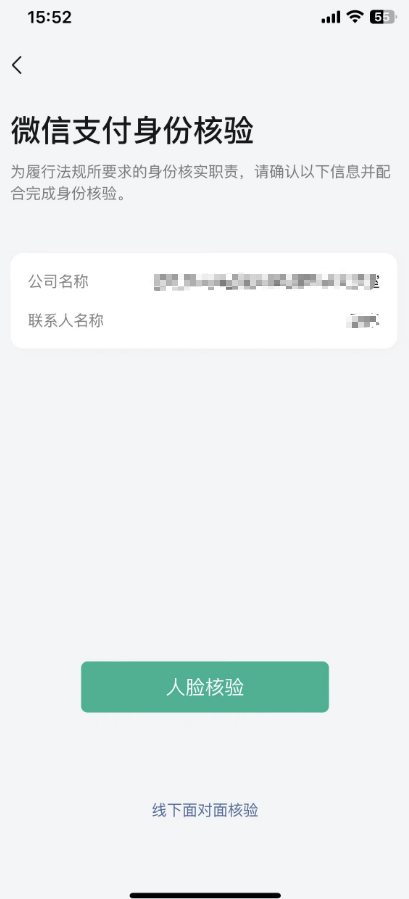 15:52
55
微信支付身份核验
为履行法规所要求的身份核实职责，请确认以下信息并配
合完成身份核验。
公司名称
联系人名称
人脸核验
线下面对面核验